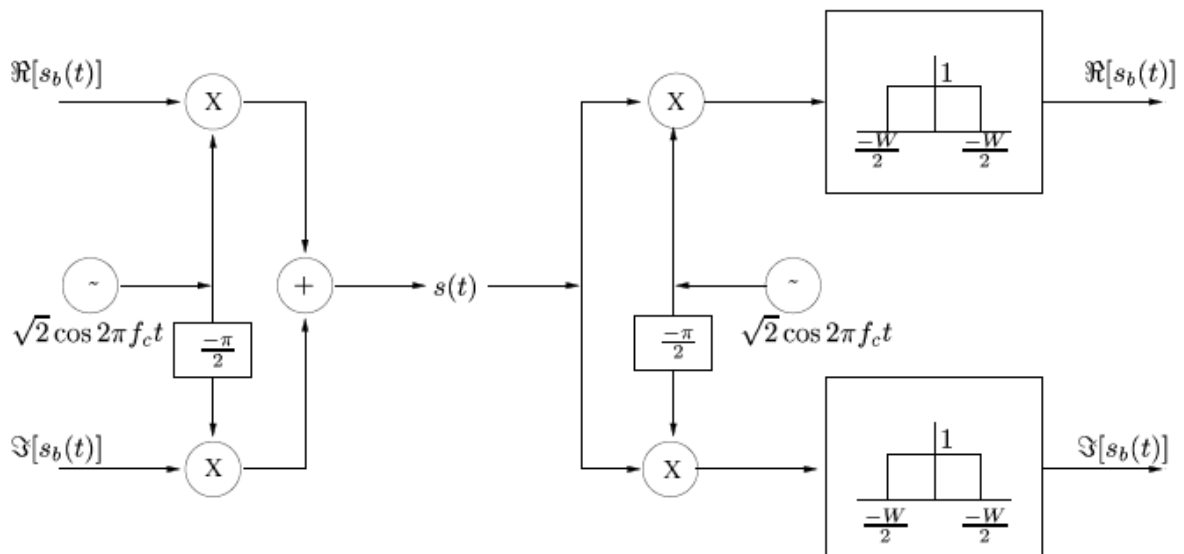 ℜ[s_b(t)]
X
~
√2 cos 2πf_c t
-π/2
ℑ[s_b(t)]
X
+
s(t)
X
~
√2 cos 2πf_c t
-π/2
X
1
-W/2 -W/2
ℜ[s_b(t)]
1
-W/2 -W/2
ℑ[s_b(t)]